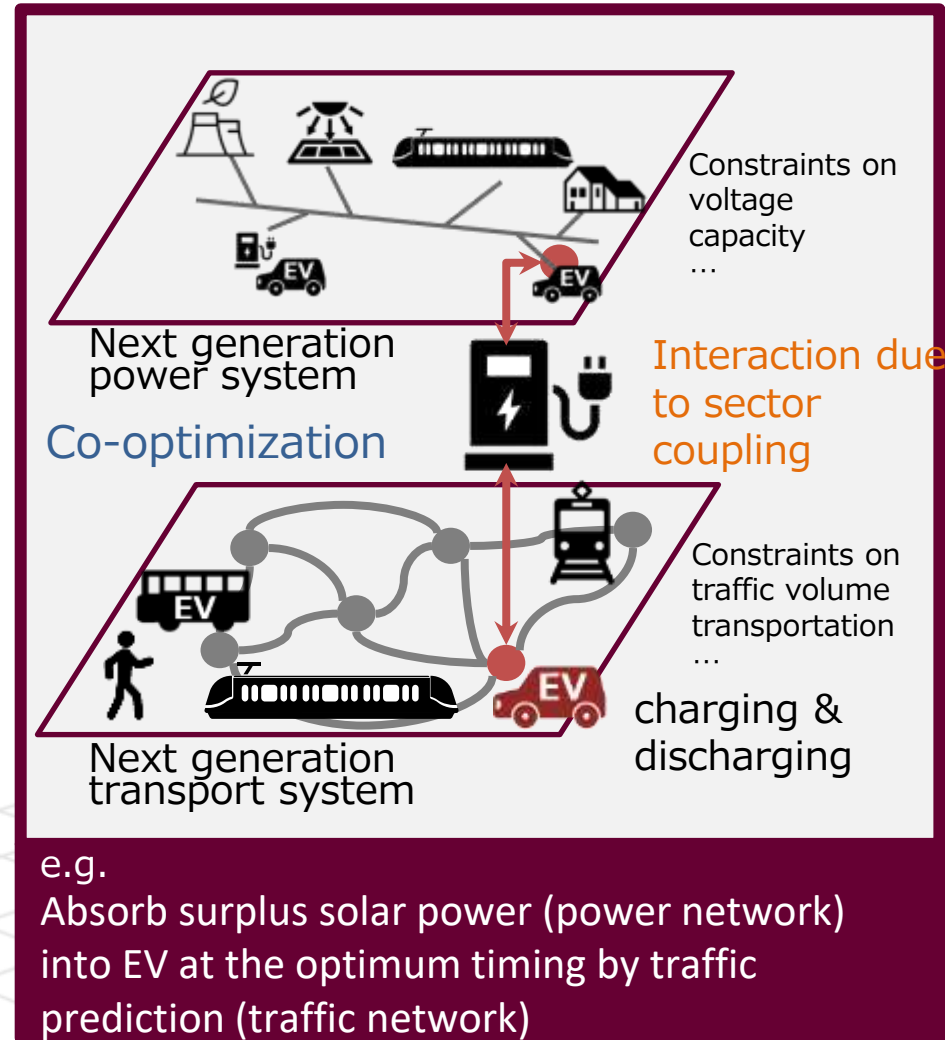 Constraints on
voltage
capacity
…
EV
EV
Next generation
power system
Interaction due
to sector
coupling
Co-optimization
Constraints on
traffic volume
transportation
…
EV
EV
charging &
discharging
Next generation
transport system
e.g.
Absorb surplus solar power (power network)
into EV at the optimum timing by traffic
prediction (traffic network)